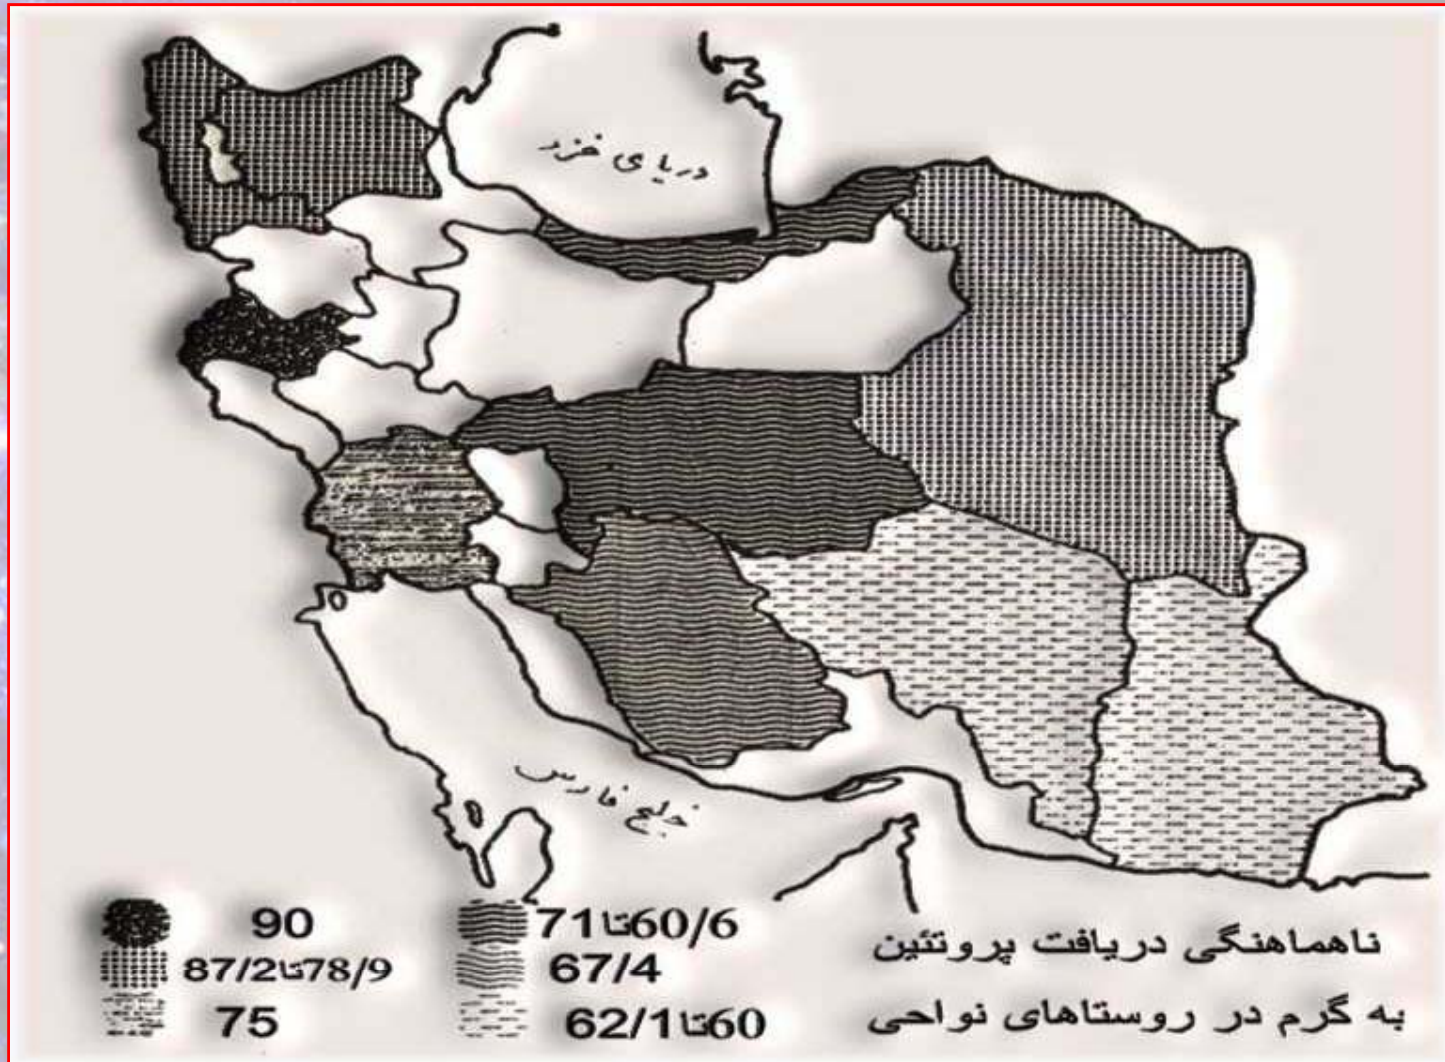 دریای خزر
خلیج فارس
90
87/2تا78/9
75
71تا60/6
67/4
62/1تا60
ناهماهنگی دریافت پروتئین
به گرم در روستاهای نواحی